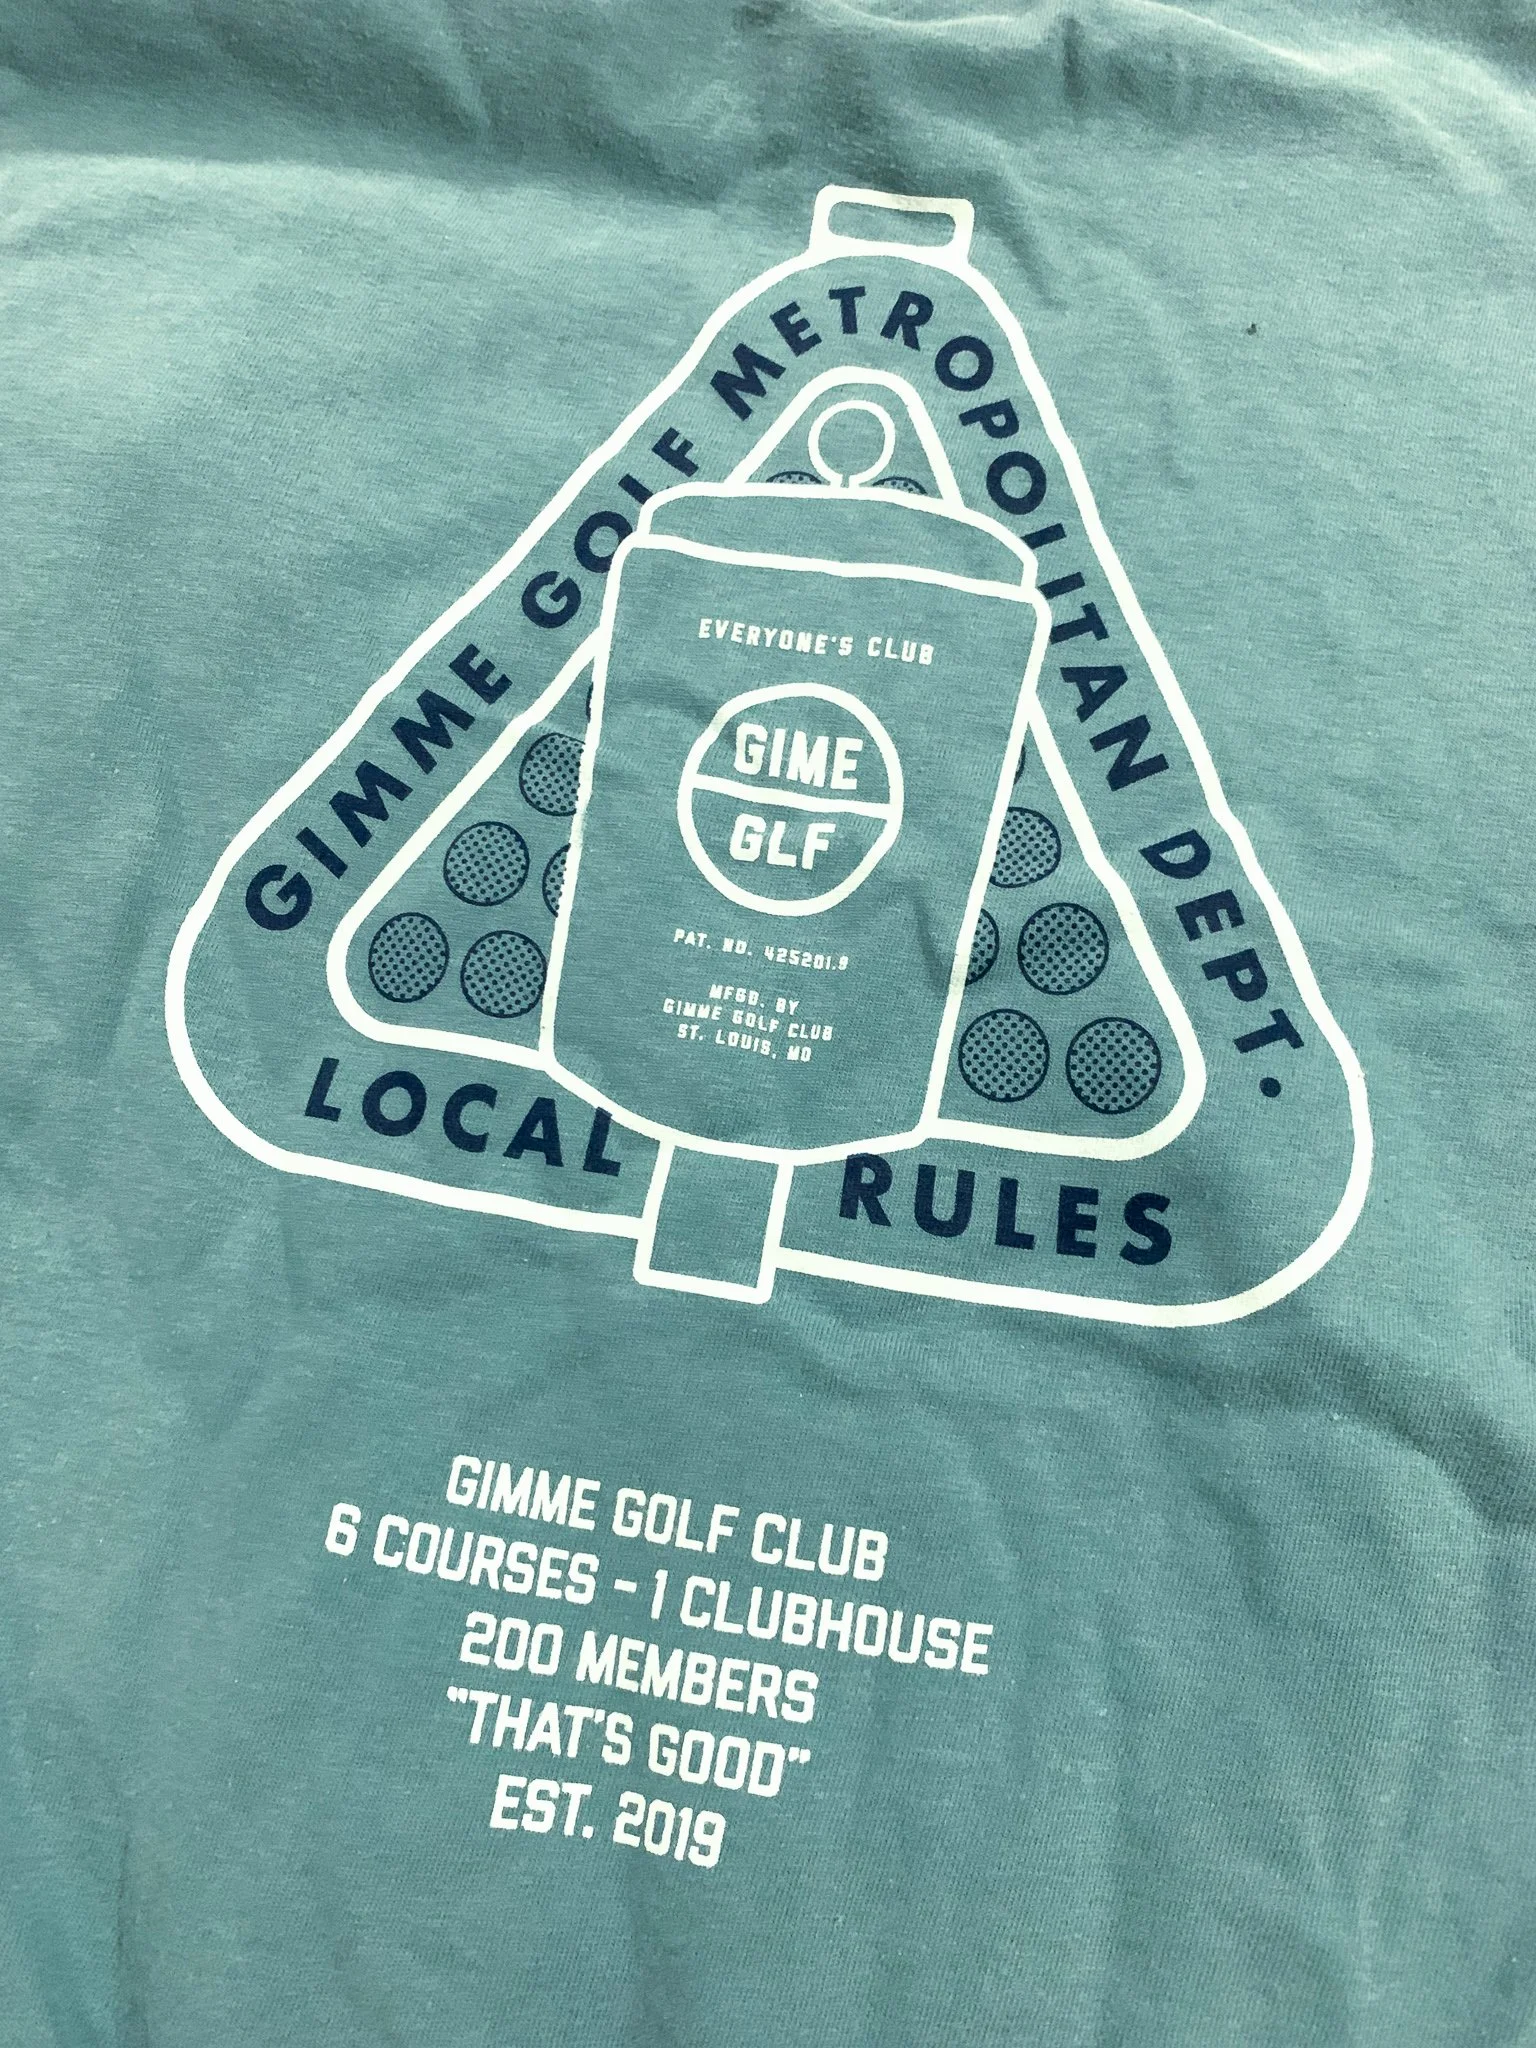 GIMME GOLF METROPOLITAN DEPT.
EVERYONE'S CLUB
GIME
GLF
PAT. NO. 425201.9
MFGD. BY
GIMME GOLF CLUB
ST. LOUIS, MO
LOCAL RULES
GIMME GOLF CLUB
6 COURSES - 1 CLUBHOUSE
200 MEMBERS
"THAT'S GOOD"
EST. 2019